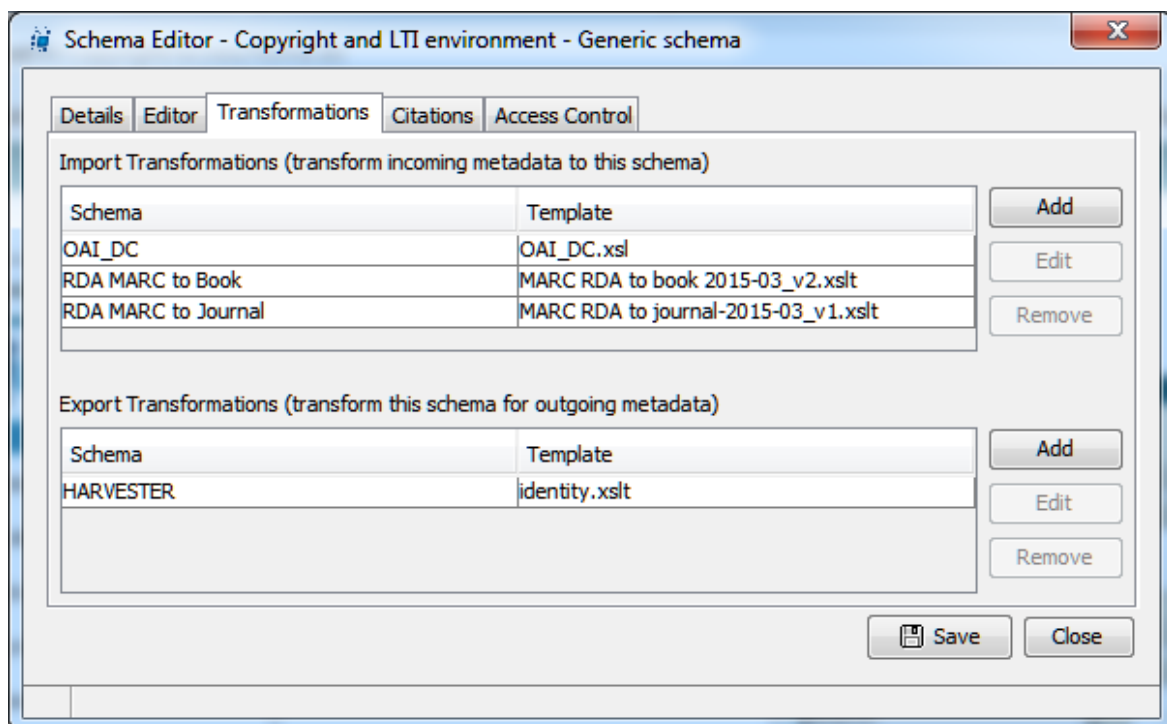 Schema Editor - Copyright and LTI environment - Generic schema
Details Editor Transformations Citations Access Control
Import Transformations (transform incoming metadata to this schema)
Schema Template
OAI_DC OAI_DC.xsl
RDA MARC to Book MARC RDA to book 2015-03_v2.xslt
RDA MARC to Journal MARC RDA to journal-2015-03_v1.xslt
Add
Edit
Remove
Export Transformations (transform this schema for outgoing metadata)
Schema Template
HARVESTER identity.xslt
Add
Edit
Remove
Save Close